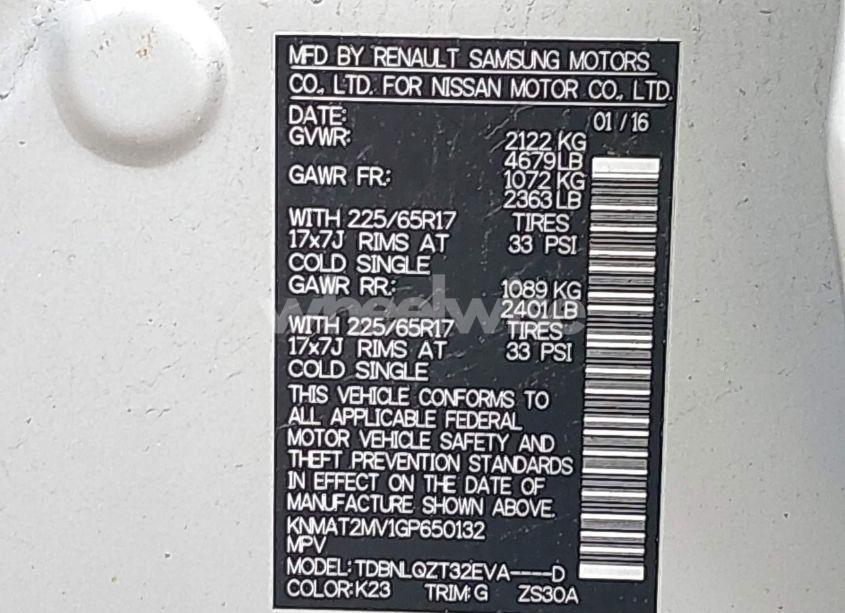 MFD BY RENAULT SAMSUNG MOTORS
CO., LTD. FOR NISSAN MOTOR CO., LTD.
DATE: 01 / 16
GVWR: 2122 KG
4679LB
GAWR FR.: 1072 KG
2363LB
WITH 225/65R17 TIRES
17x7J RIMS AT 33 PSI
COLD SINGLE
GAWR RR.: 1089 KG
2401LB
WITH 225/65R17 TIRES
17x7J RIMS AT 33 PSI
COLD SINGLE
THIS VEHICLE CONFORMS TO
ALL APPLICABLE FEDERAL
MOTOR VEHICLE SAFETY AND
THEFT PREVENTION STANDARDS
IN EFFECT ON THE DATE OF
MANUFACTURE SHOWN ABOVE.
KNMAT2MV1GP650132
MPV
MODEL: TDBNLQZT32EVA----D
COLOR: K23 TRIM: G ZS30A